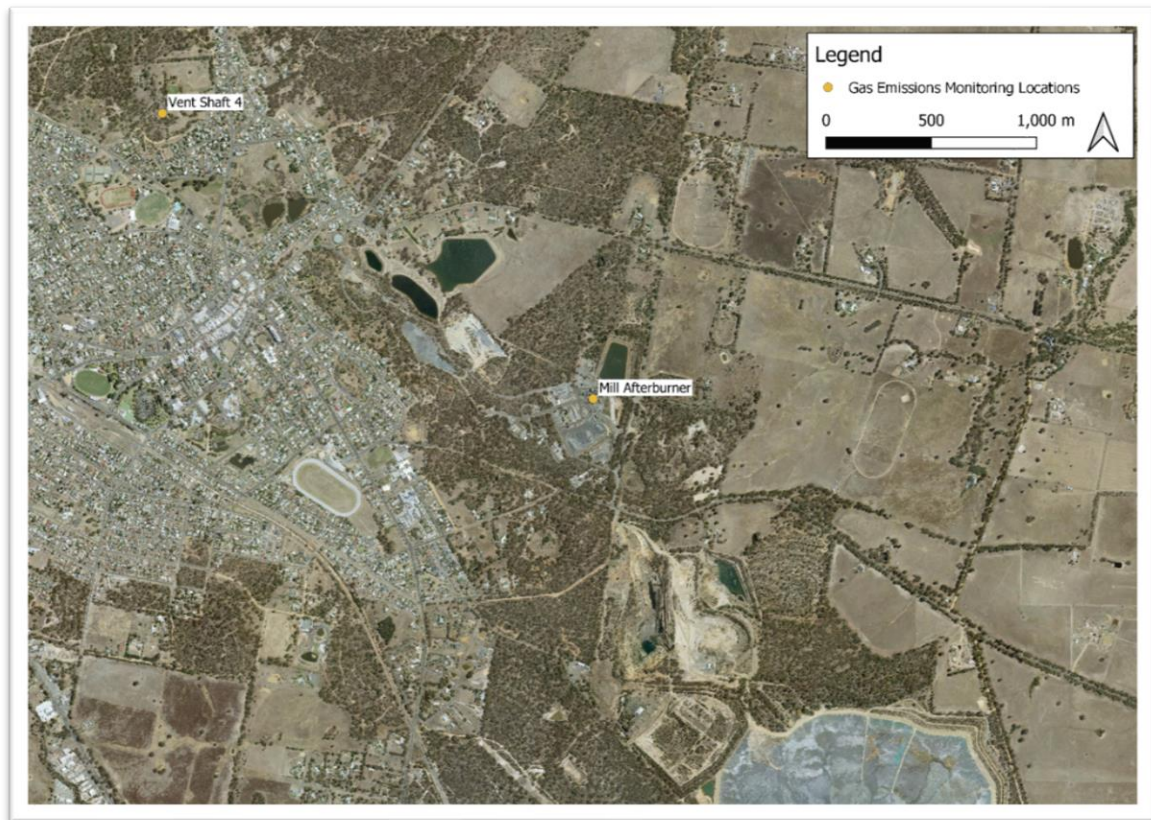 Legend
Gas Emissions Monitoring Locations
0 500 1,000 m
Vent Shaft 4
Mill Afterburner